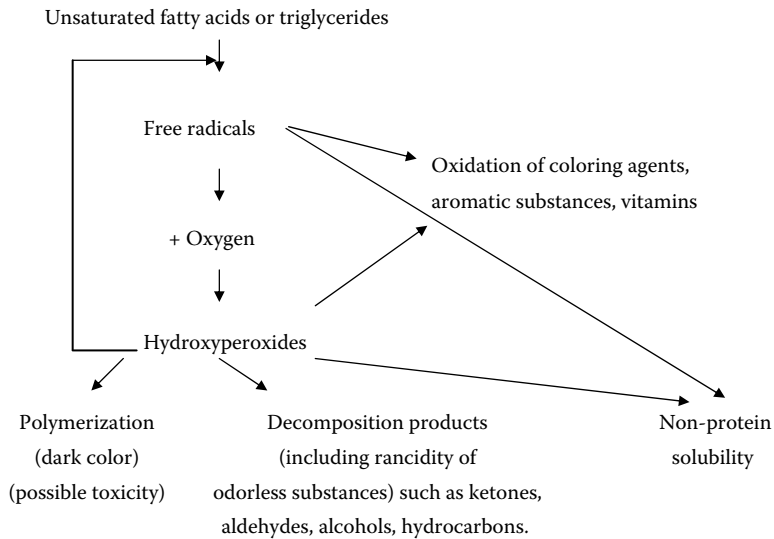 Unsaturated fatty acids or triglycerides
Free radicals
Oxidation of coloring agents,
aromatic substances, vitamins
+ Oxygen
Hydroxyperoxides
Polymerization
(dark color)
(possible toxicity)
Decomposition products
(including rancidity of
odorless substances) such as ketones,
aldehydes, alcohols, hydrocarbons.
Non-protein
solubility